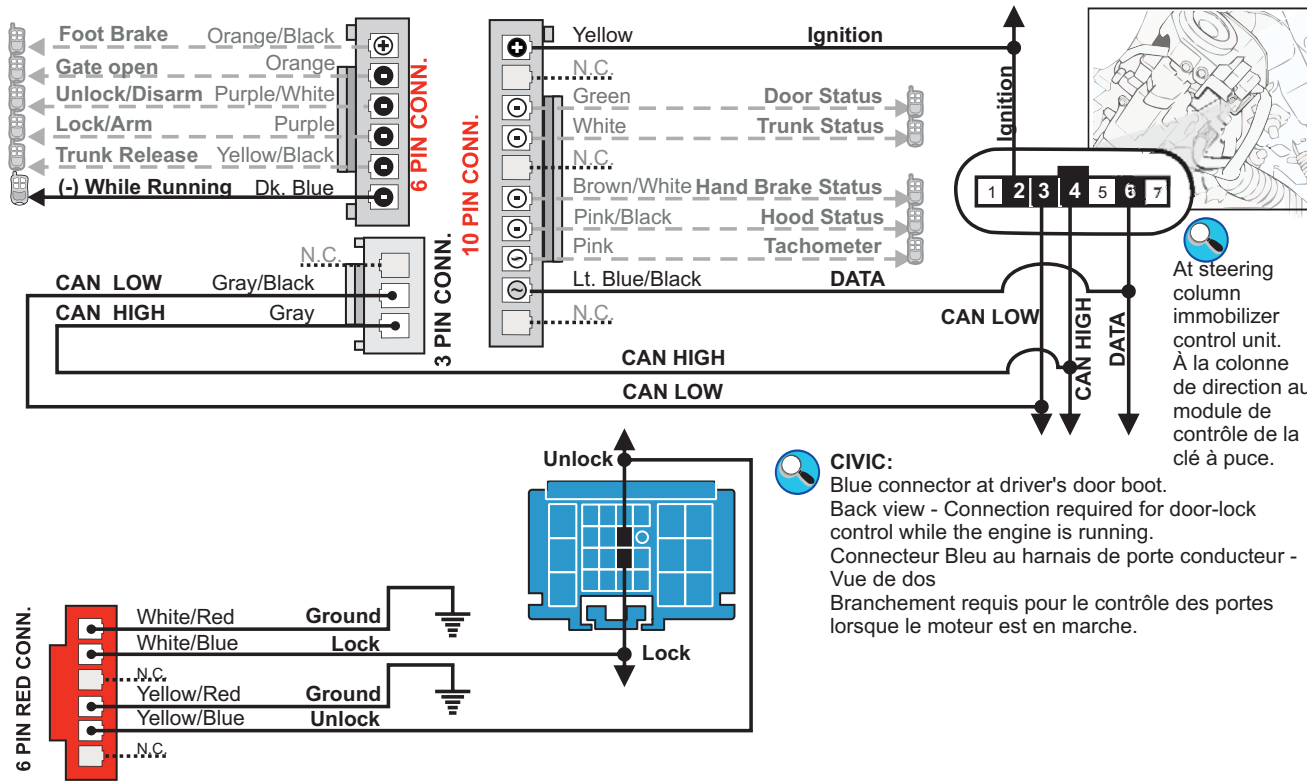 Foot Brake Orange/Black
Gate open Orange
Unlock/Disarm Purple/White
Lock/Arm Purple
Trunk Release Yellow/Black
(-) While Running Dk. Blue
6 PIN CONN.
N.C.
CAN LOW Gray/Black
CAN HIGH Gray
3 PIN CONN.
10 PIN CONN.
Yellow Ignition
N.C.
Green Door Status
White Trunk Status
N.C.
Brown/White Hand Brake Status
Pink/Black Hood Status
Pink Tachometer
Lt. Blue/Black DATA
N.C.
CAN HIGH
CAN LOW
Ignition
1 2 3 4 5 6 7
CAN LOW
CAN HIGH
DATA
At steering
column
immobilizer
control unit.
À la colonne
de direction au
module de
contrôle de la
clé à puce.
Unlock
Lock
CIVIC:
Blue connector at driver's door boot.
Back view - Connection required for door-lock
control while the engine is running.
Connecteur Bleu au harnais de porte conducteur -
Vue de dos
Branchement requis pour le contrôle des portes
lorsque le moteur est en marche.
6 PIN RED CONN.
White/Red Ground
White/Blue Lock
N.C.
Yellow/Red Ground
Yellow/Blue Unlock
N.C.